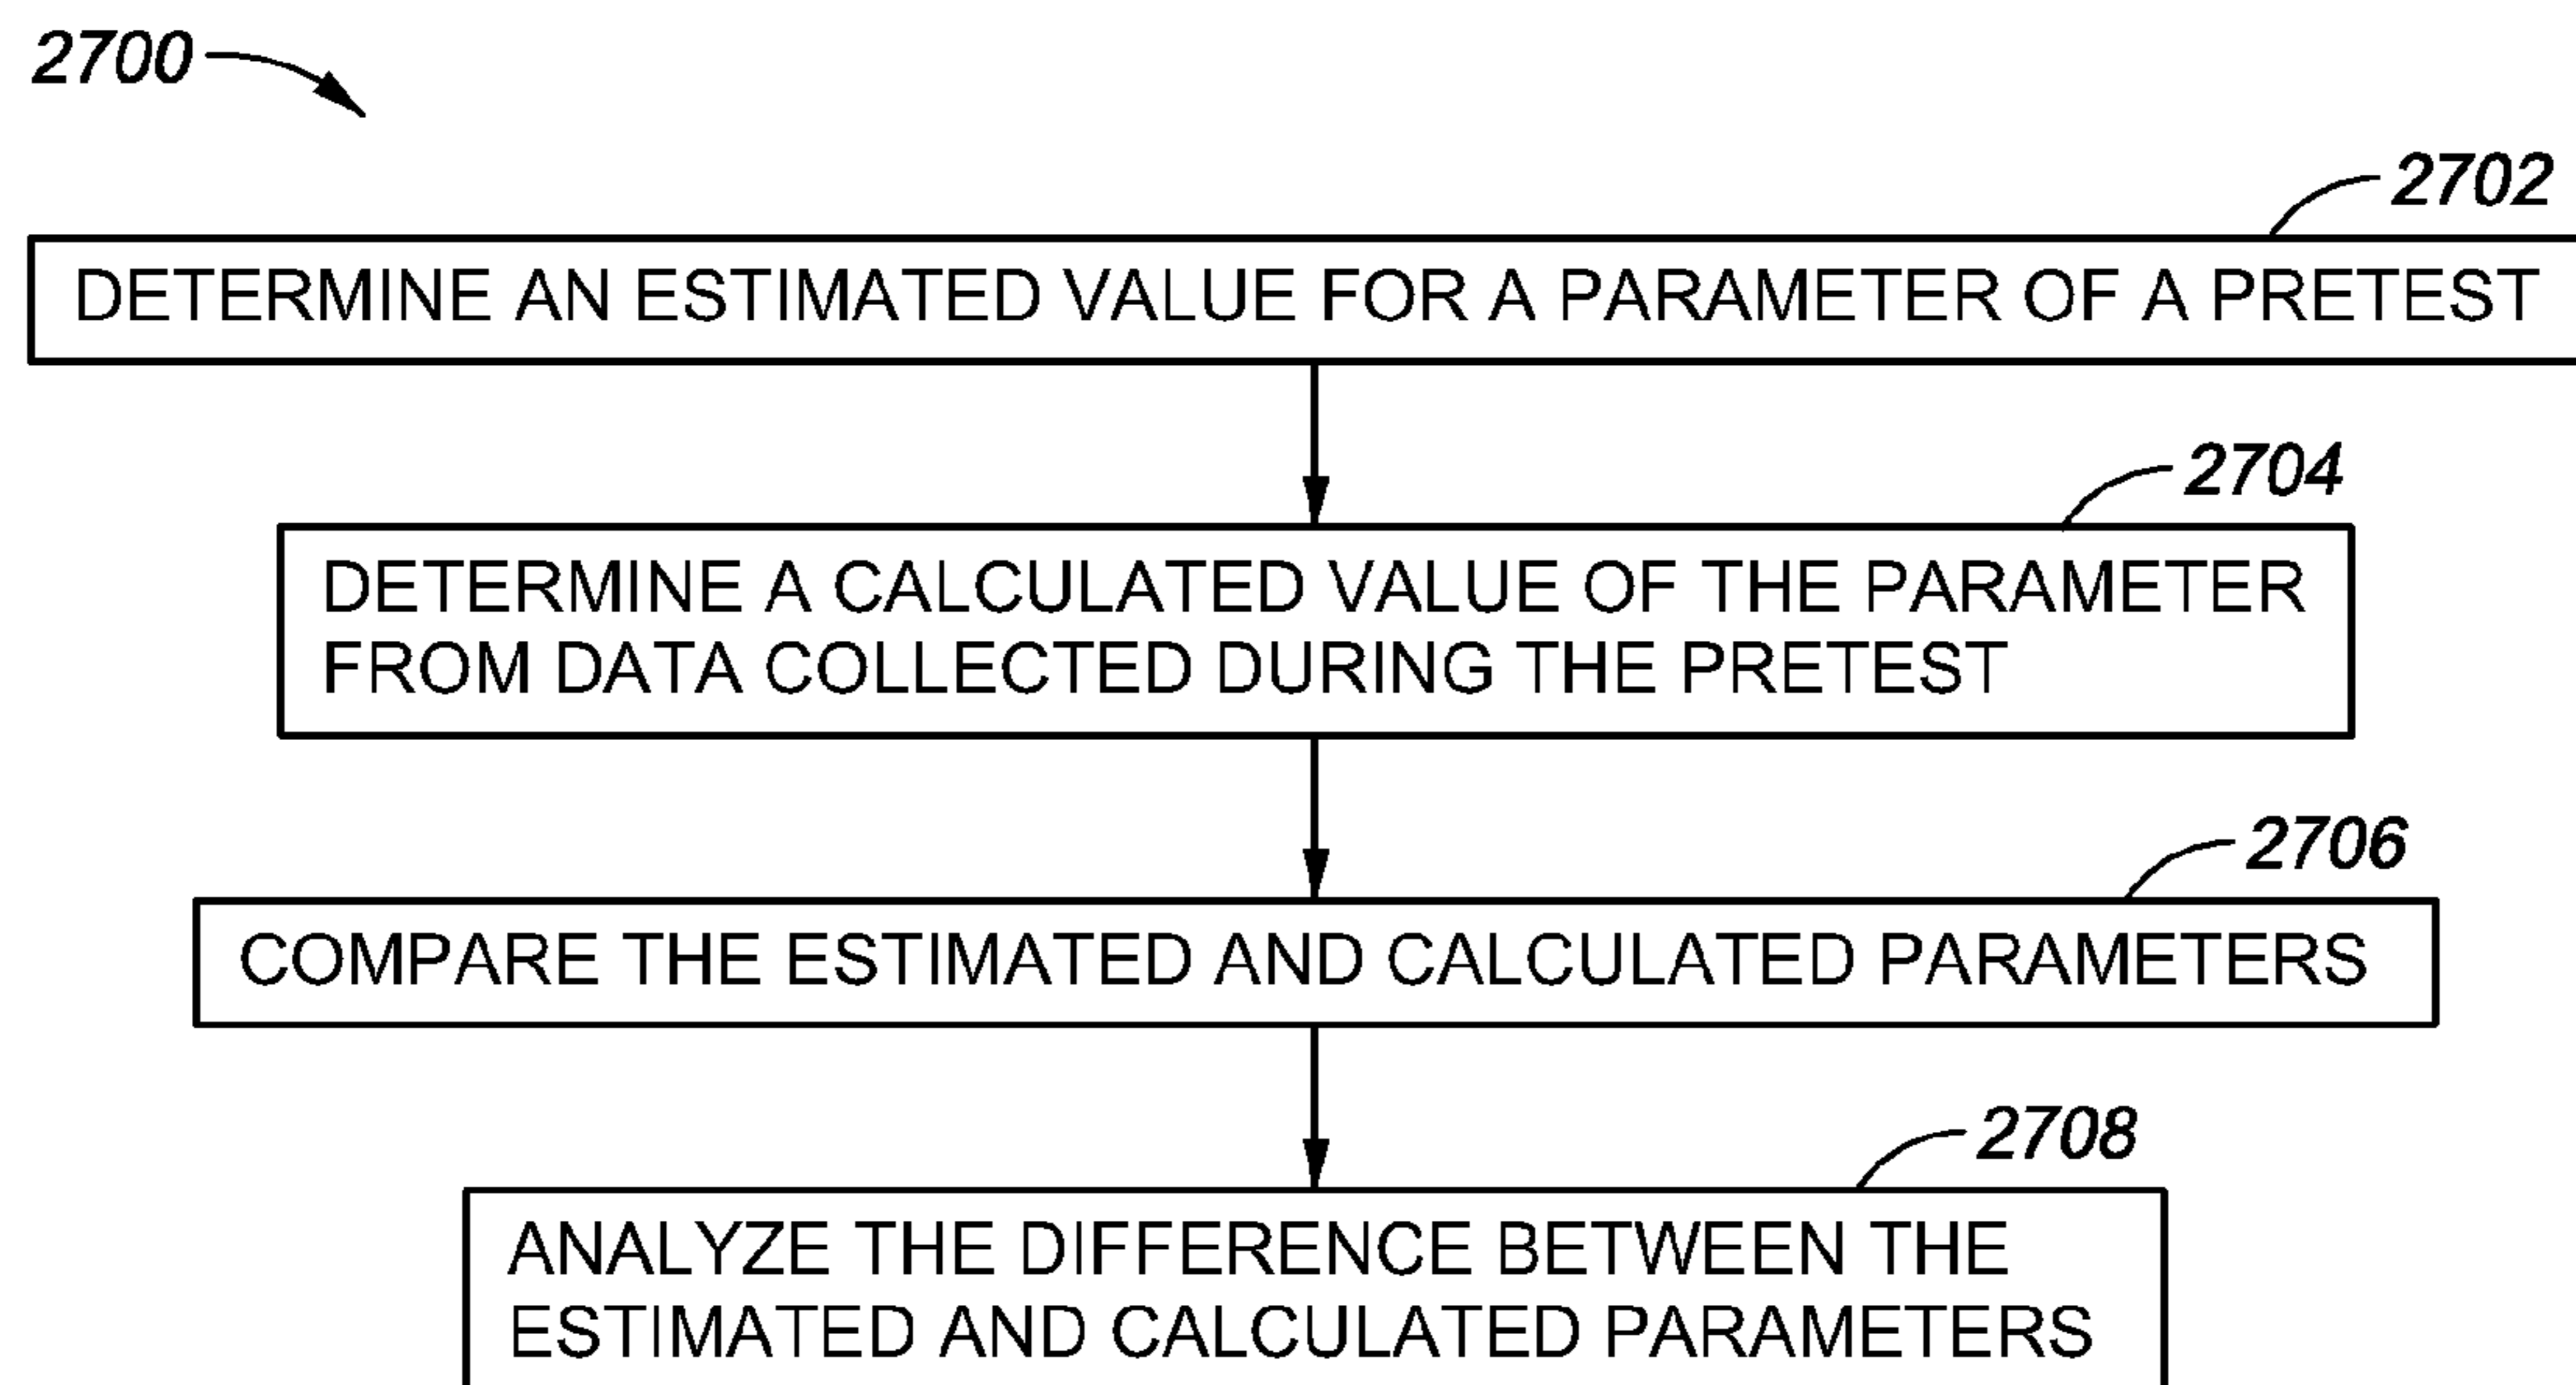 2700
2702
DETERMINE AN ESTIMATED VALUE FOR A PARAMETER OF A PRETEST
2704
DETERMINE A CALCULATED VALUE OF THE PARAMETER
FROM DATA COLLECTED DURING THE PRETEST
2706
COMPARE THE ESTIMATED AND CALCULATED PARAMETERS
2708
ANALYZE THE DIFFERENCE BETWEEN THE
ESTIMATED AND CALCULATED PARAMETERS